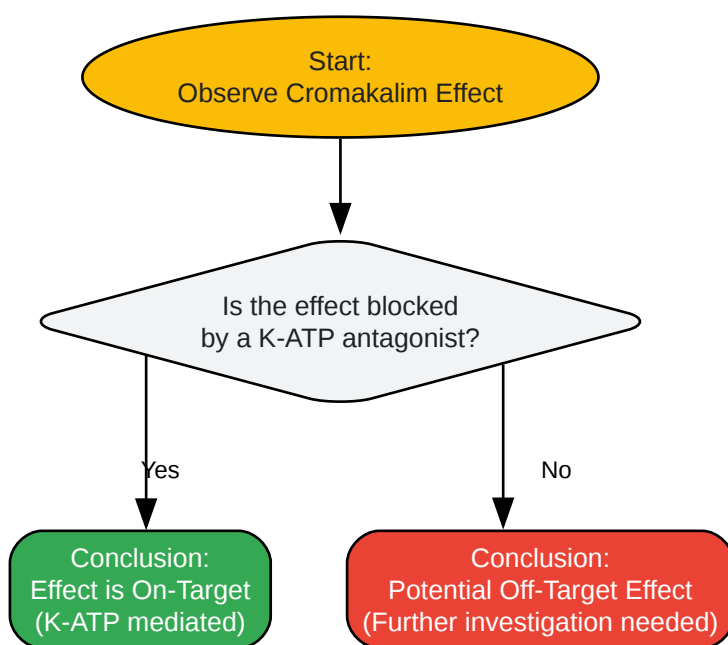 Start:
Observe Cromakalim Effect
Is the effect blocked
by a K-ATP antagonist?
Yes
No
Conclusion:
Effect is On-Target
(K-ATP mediated)
Conclusion:
Potential Off-Target Effect
(Further investigation needed)